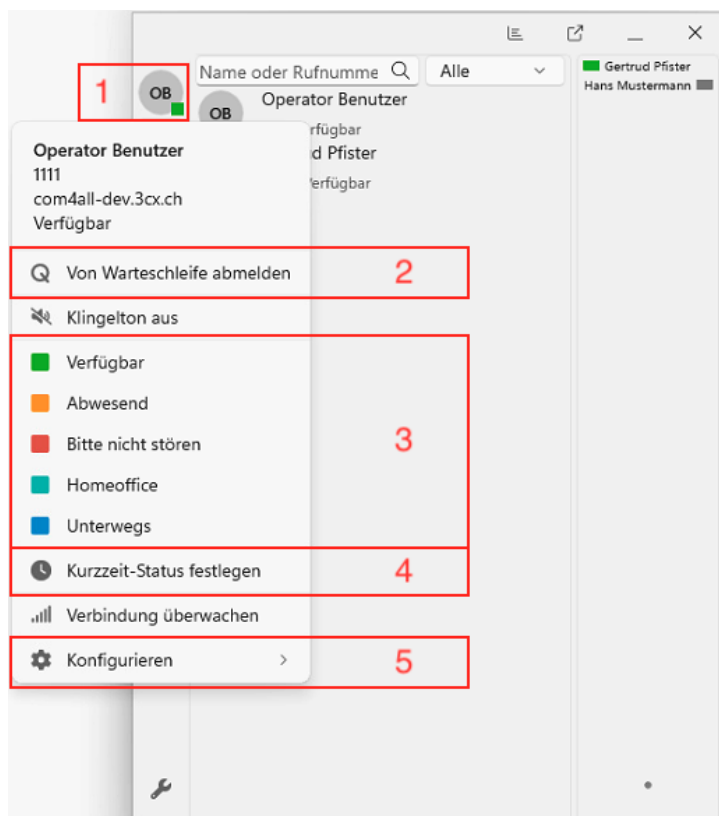 1
OB
Name oder Rufnumme
Alle
Gertrud Pfister
Hans Mustermann
OB
Operator Benutzer
rfügbar
d Pfister
erfügbar
Operator Benutzer
1111
com4all-dev.3cx.ch
Verfügbar
Von Warteschleife abmelden
2
Klingelton aus
Verfügbar
Abwesend
Bitte nicht stören
3
Homeoffice
Unterwegs
Kurzzeit-Status festlegen
4
Verbindung überwachen
Konfigurieren
5